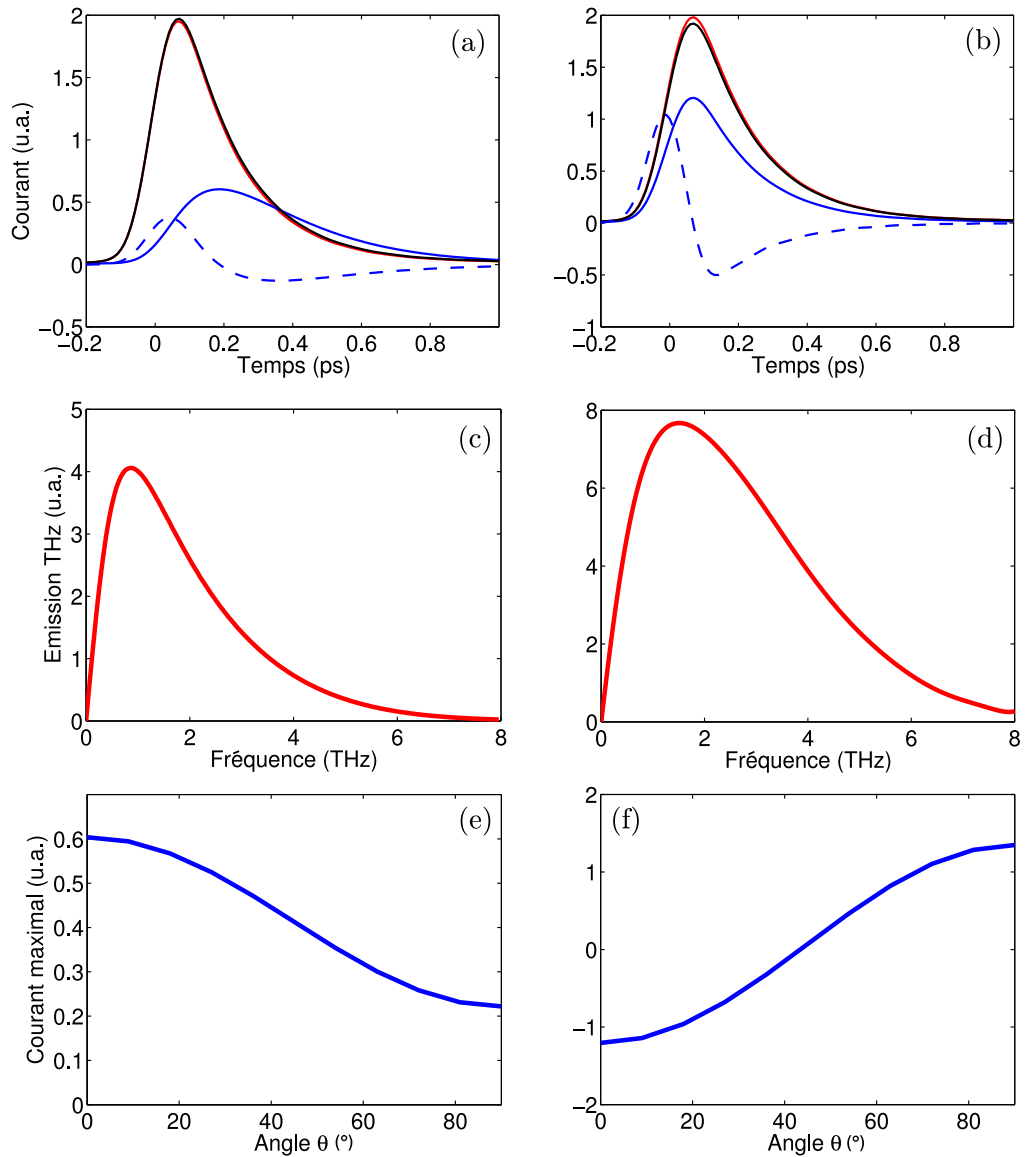 (a)
Courant (u.a.)
2
1.5
1
0.5
0
−0.5
−0.2 0 0.2 0.4 0.6 0.8
Temps (ps)
(b)
2
1.5
1
0.5
0
−0.5
−1
−0.2 0 0.2 0.4 0.6 0.8
Temps (ps)
(c)
Emission THz (u.a.)
5
4
3
2
1
0
0 2 4 6 8
Fréquence (THz)
(d)
8
6
4
2
0
0 2 4 6 8
Fréquence (THz)
(e)
Courant maximal (u.a.)
0.6
0.5
0.4
0.3
0.2
0.1
0
0 20 40 60 80
Angle θ (°)
(f)
2
1
0
−1
−2
0 20 40 60 80
Angle θ (°)